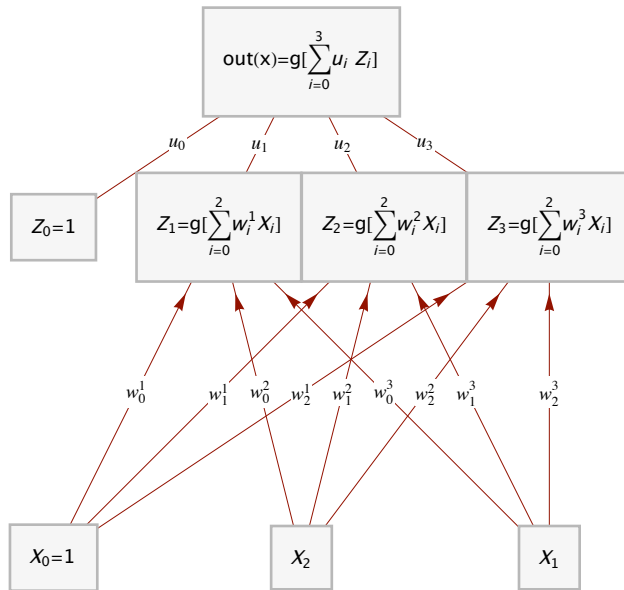 out(x)=g[∑_{i=0}^{3} u_i Z_i]
u_0 u_1 u_2 u_3
Z_0=1
Z_1=g[∑_{i=0}^{2} w_i^1 X_i]
Z_2=g[∑_{i=0}^{2} w_i^2 X_i]
Z_3=g[∑_{i=0}^{2} w_i^3 X_i]
w_0^1 w_1^1 w_0^2 w_2^1 w_1^2 w_0^3 w_2^2 w_1^3 w_2^3
X_0=1
X_2
X_1